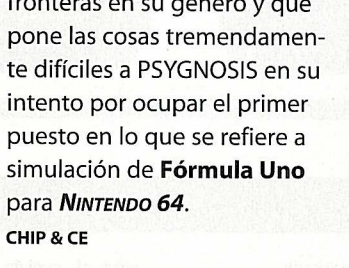 fronteras en su género y que
pone las cosas tremendamen-
te difíciles a PSYGNOSIS en su
intento por ocupar el primer
puesto en lo que se refiere a
simulación de Fórmula Uno
para NINTENDO 64.
CHIP & CE